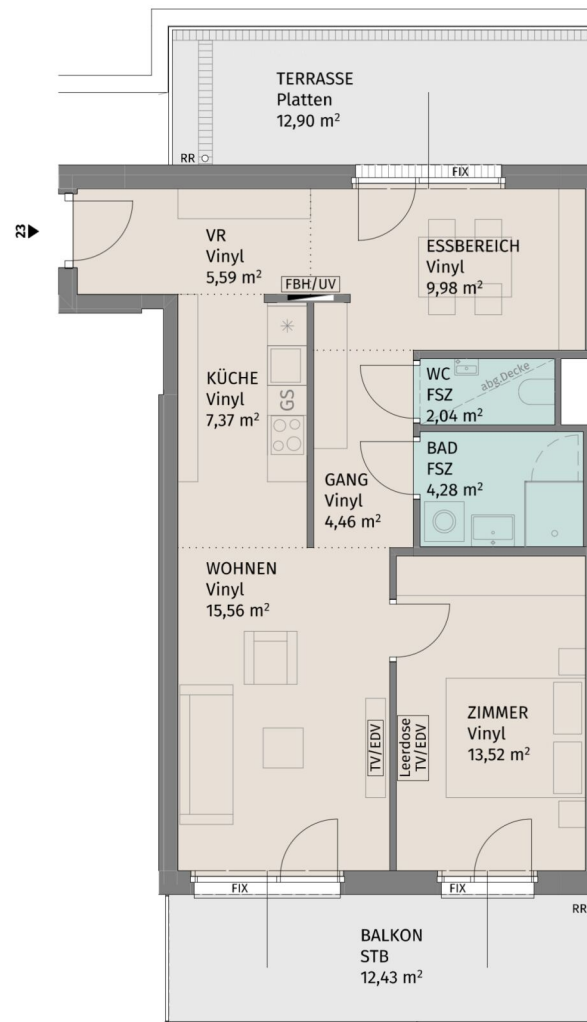 TERRASSE
Platten
12,90 m²
RR
FIX
23
VR
Vinyl
5,59 m²
ESSBEREICH
Vinyl
9,98 m²
FBH/UV
KÜCHE
Vinyl
7,37 m²
GS
WC
FSZ
2,04 m²
abg.Decke
BAD
FSZ
4,28 m²
GANG
Vinyl
4,46 m²
WOHNEN
Vinyl
15,56 m²
TV/EDV
Leerdose
TV/EDV
ZIMMER
Vinyl
13,52 m²
FIX
FIX
RR
BALKON
STB
12,43 m²